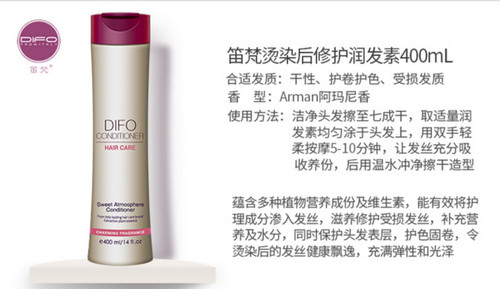 DIFO
笛梵®
DIFO
CONDITIONER
HAIR CARE
Sweet Atmosphere
Conditioner
CHARMING FRAGRANCE
e400 ml/14 fl.oz
笛梵烫染后修护润发素400mL
合适发质：干性、护卷护色、受损发质
香 型：Arman阿玛尼香
使用方法：洁净头发擦至七成干，取适量润
发素均匀涂于头发上，用双手轻
柔按摩5-10分钟，让发丝充分吸
收养份，后用温水冲净擦干造型
蕴含多种植物营养成份及维生素，能有效将护
理成分渗入发丝，滋养修护受损发丝，补充营
养及水分，同时保护头发表层，护色固卷，令
烫染后的发丝健康飘逸，充满弹性和光泽